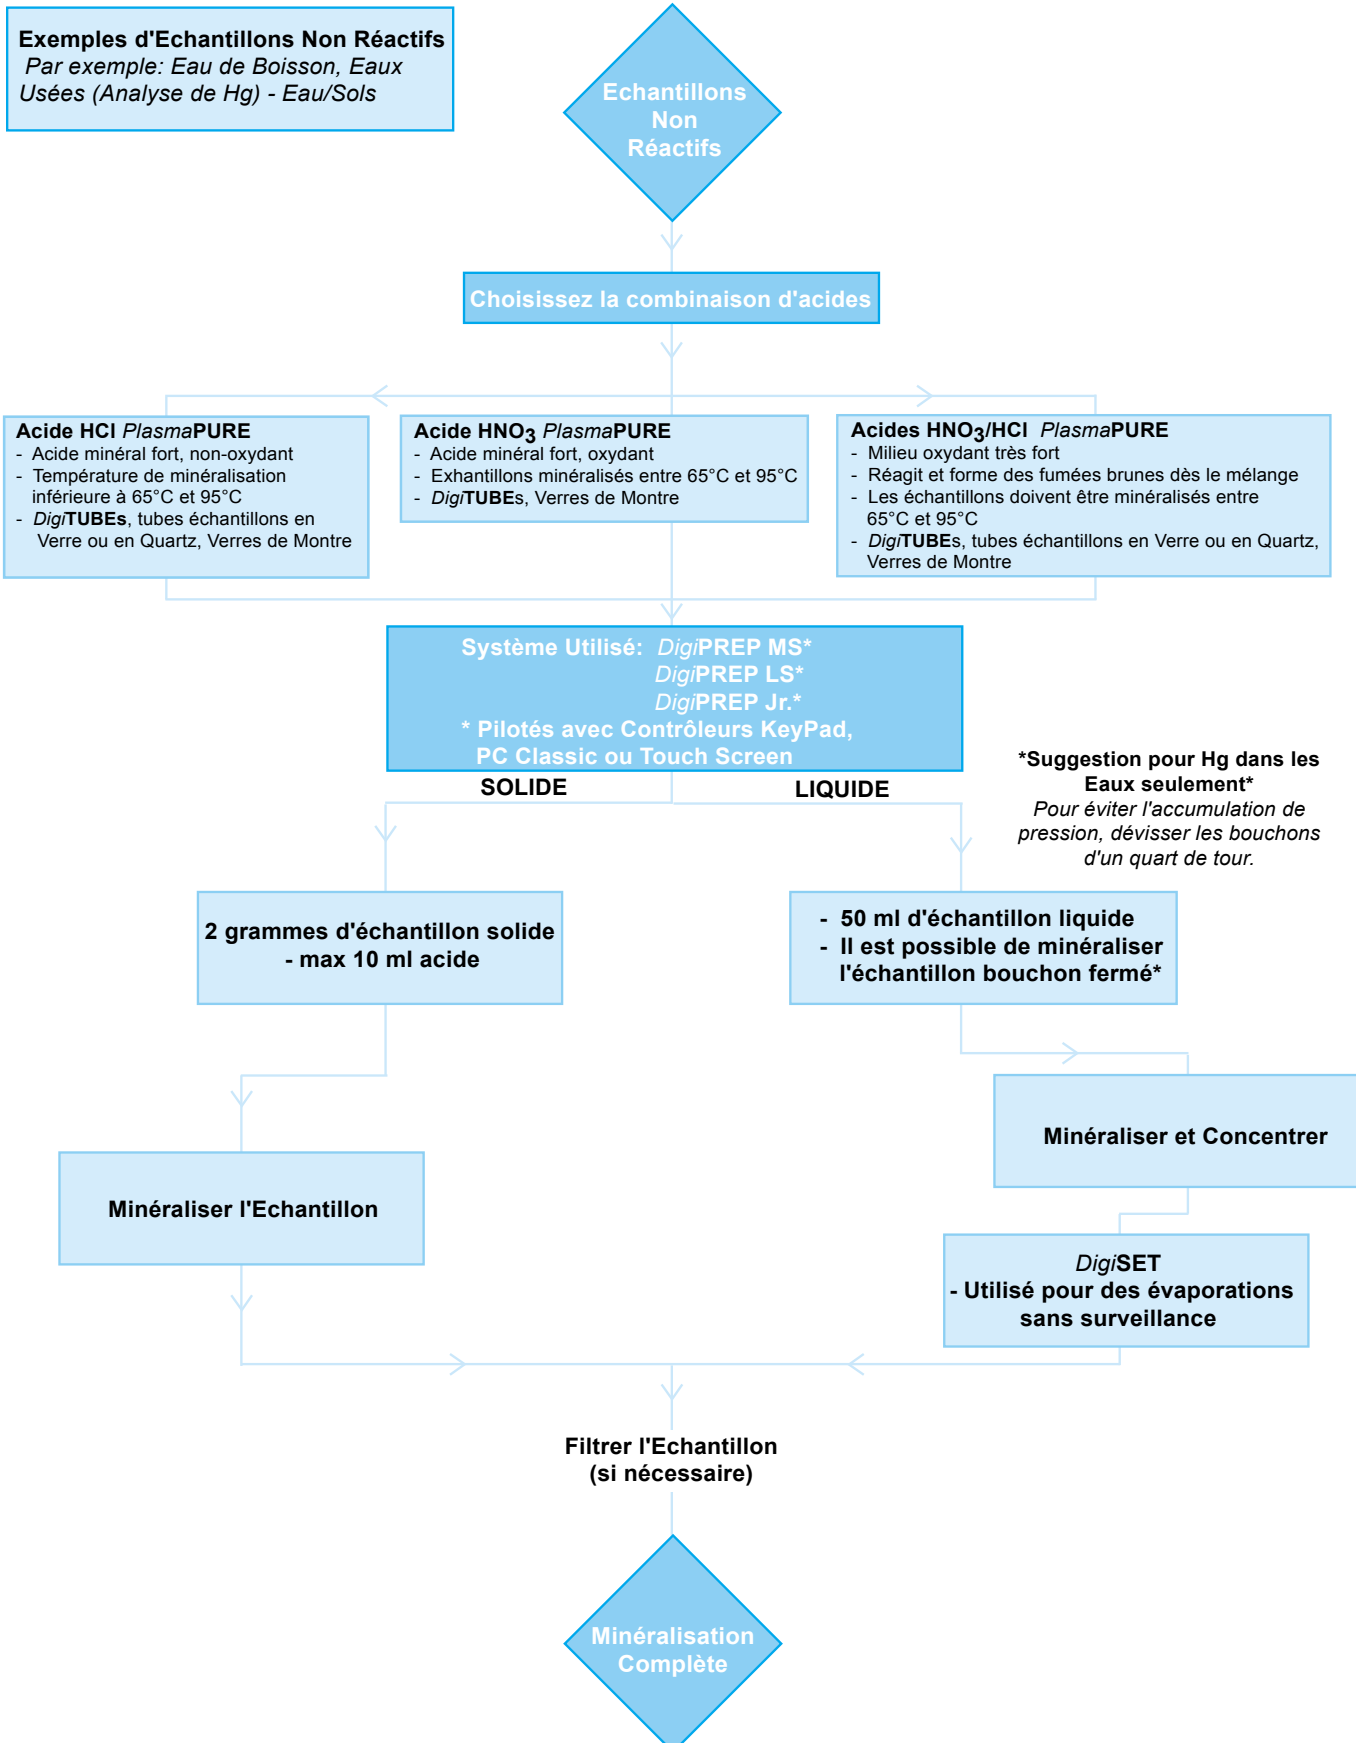 Exemples d'Echantillons Non Réactifs
Par exemple: Eau de Boisson, Eaux
Usées (Analyse de Hg) - Eau/Sols
Echantillons
Non
Réactifs
Choisissez la combinaison d'acides
Acide HCl PlasmaPURE
- Acide minéral fort, non-oxydant
- Température de minéralisation
inférieure à 65°C et 95°C
- DigiTUBEs, tubes échantillons en
Verre ou en Quartz, Verres de Montre
Acide HNO3 PlasmaPURE
- Acide minéral fort, oxydant
- Exhantillons minéralisés entre 65°C et 95°C
- DigiTUBEs, Verres de Montre
Acides HNO3/HCl PlasmaPURE
- Milieu oxydant très fort
- Réagit et forme des fumées brunes dès le mélange
- Les échantillons doivent être minéralisés entre
65°C et 95°C
- DigiTUBEs, tubes échantillons en Verre ou en Quartz,
Verres de Montre
Système Utilisé: DigiPREP MS*
DigiPREP LS*
DigiPREP Jr.*
* Pilotés avec Contrôleurs KeyPad,
PC Classic ou Touch Screen
SOLIDE
LIQUIDE
*Suggestion pour Hg dans les
Eaux seulement*
Pour éviter l'accumulation de
pression, dévisser les bouchons
d'un quart de tour.
2 grammes d'échantillon solide
- max 10 ml acide
- 50 ml d'échantillon liquide
- Il est possible de minéraliser
l'échantillon bouchon fermé*
Minéraliser et Concentrer
Minéraliser l'Echantillon
DigiSET
- Utilisé pour des évaporations
sans surveillance
Filtrer l'Echantillon
(si nécessaire)
Minéralisation
Complète